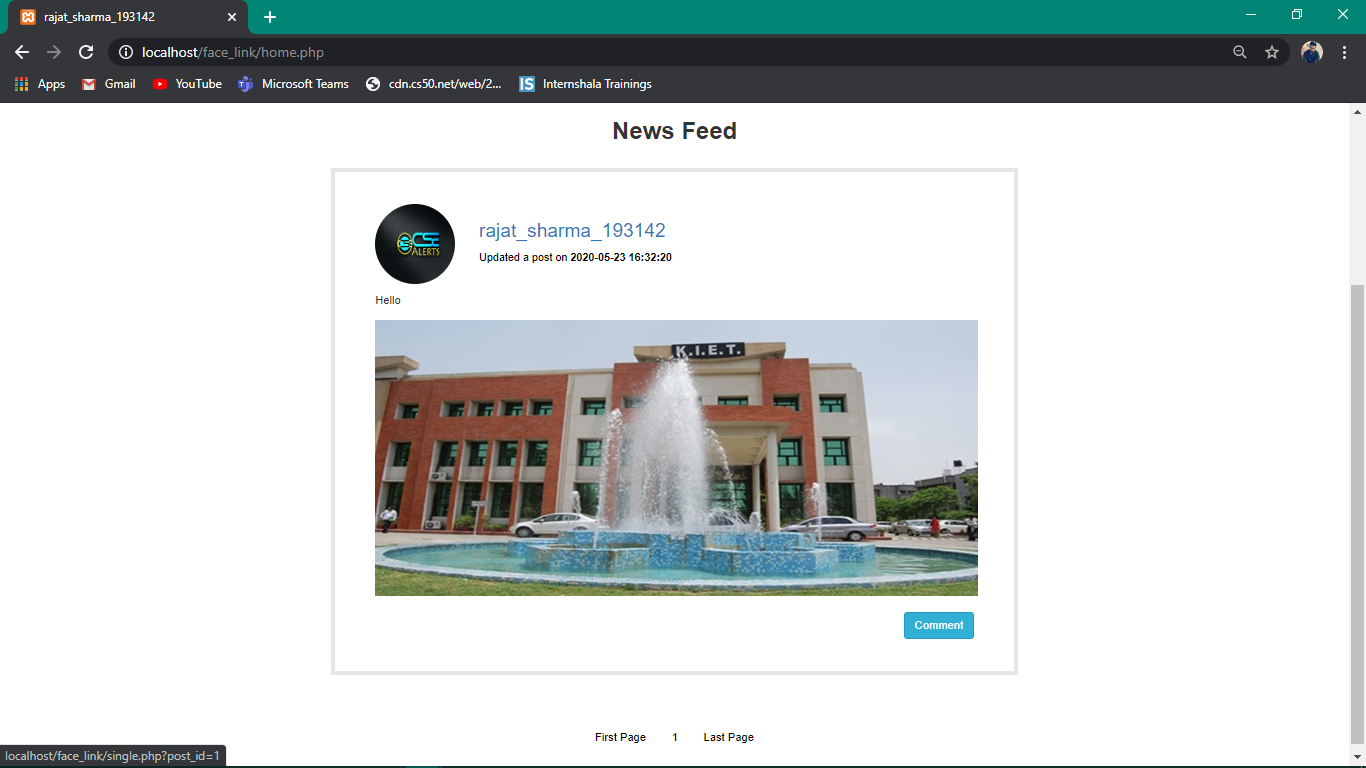 rajat_sharma_193142
localhost/face_link/home.php
Apps Gmail YouTube Microsoft Teams cdn.cs50.net/web/2... IS Internshala Trainings
News Feed
CSE
ALERTS
rajat_sharma_193142
Updated a post on 2020-05-23 16:32:20
Hello
K.I.E.T.
Comment
First Page 1 Last Page
localhost/face_link/single.php?post_id=1